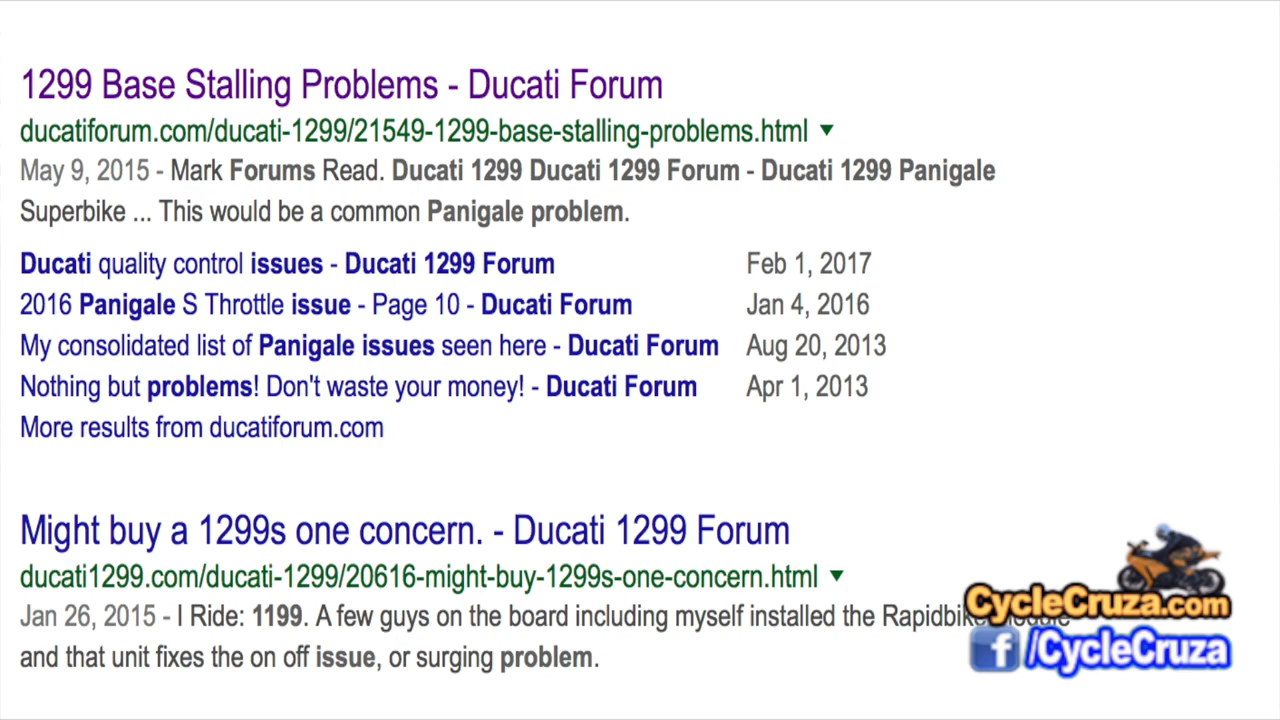 1299 Base Stalling Problems - Ducati Forum
ducatiforum.com/ducati-1299/21549-1299-base-stalling-problems.html ▼
May 9, 2015 - Mark Forums Read. Ducati 1299 Ducati 1299 Forum - Ducati 1299 Panigale
Superbike ... This would be a common Panigale problem.
Ducati quality control issues - Ducati 1299 Forum Feb 1, 2017
2016 Panigale S Throttle issue - Page 10 - Ducati Forum Jan 4, 2016
My consolidated list of Panigale issues seen here - Ducati Forum Aug 20, 2013
Nothing but problems! Don't waste your money! - Ducati Forum Apr 1, 2013
More results from ducatiforum.com
Might buy a 1299s one concern. - Ducati 1299 Forum
ducati1299.com/ducati-1299/20616-might-buy-1299s-one-concern.html ▼
Jan 26, 2015 - I Ride: 1199. A few guys on the board including myself installed the Rapidbike
and that unit fixes the on off issue, or surging problem.
CycleCruza.com
f /CycleCruza